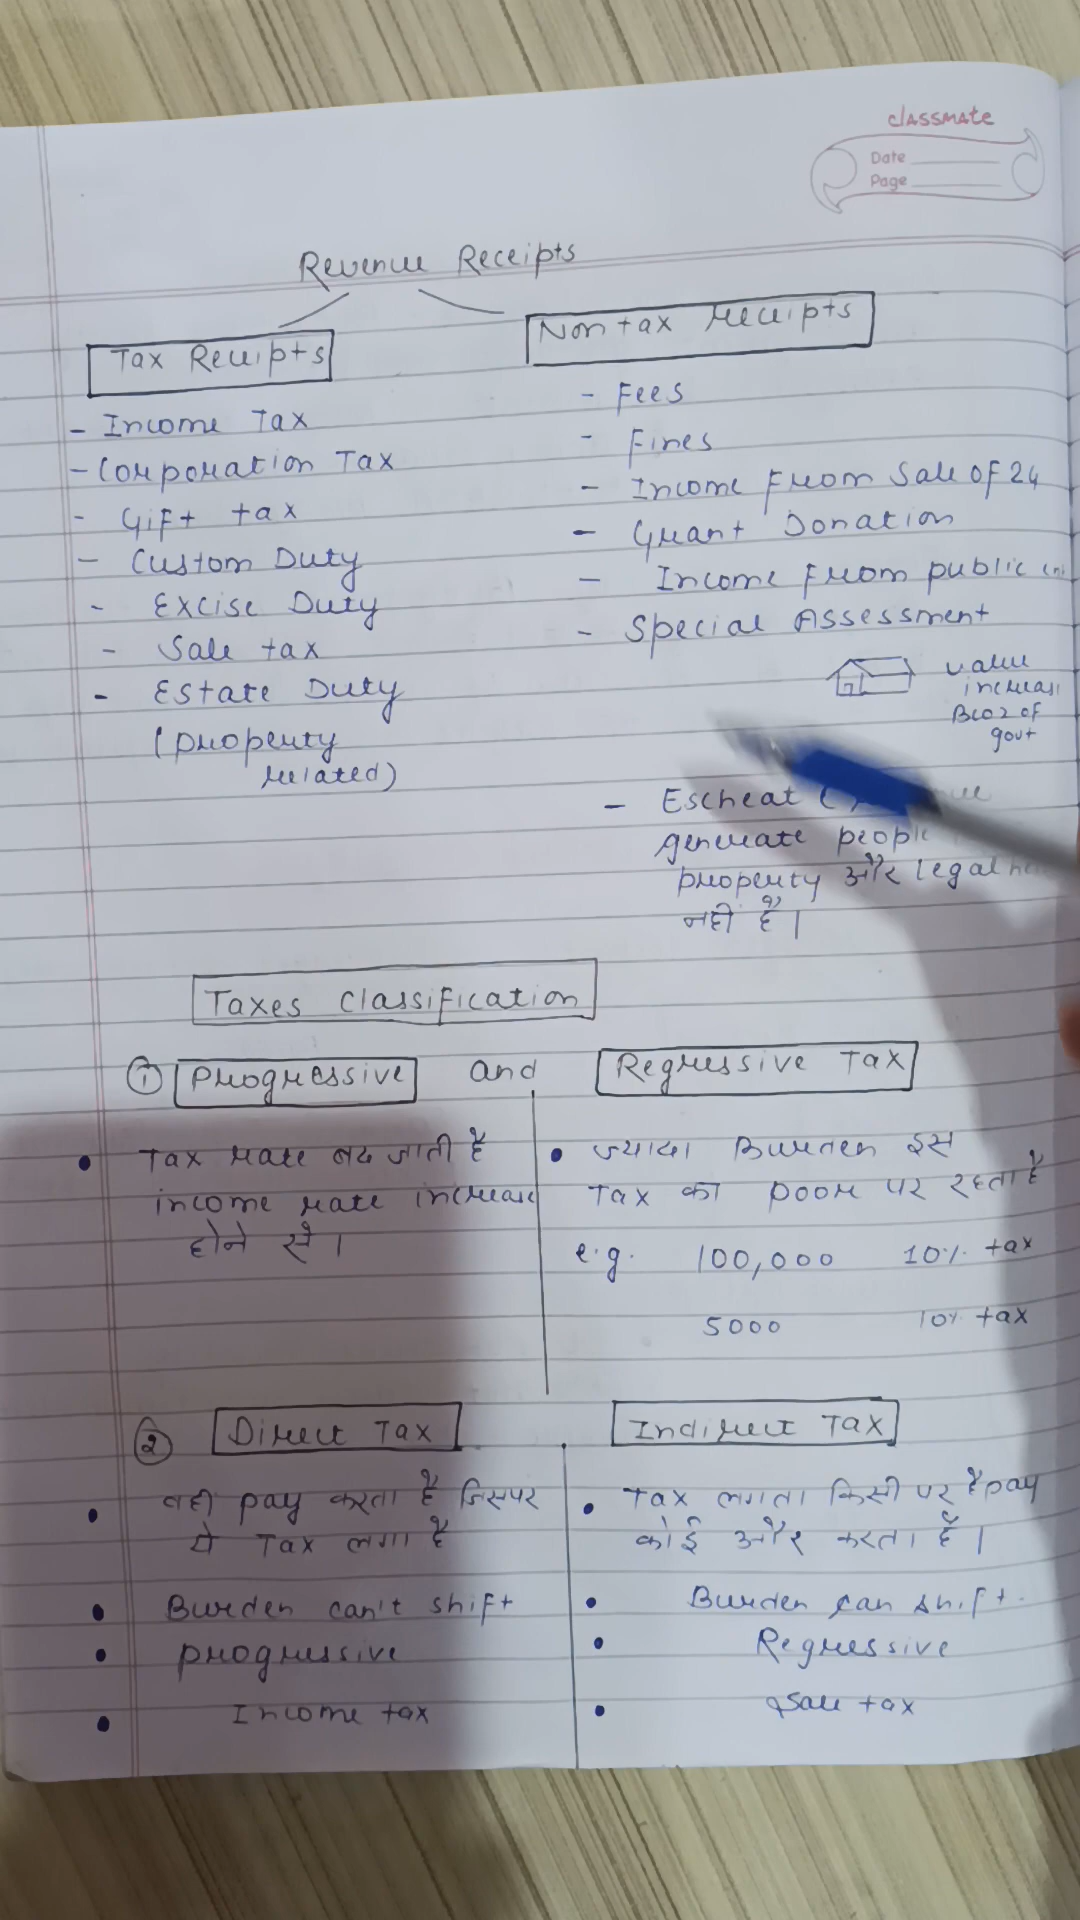 classmate
Date
Page
Revenue Receipts
Tax Receipts
Non tax receipts
- Income Tax
- Corporation Tax
- Gift tax
- Custom Duty
- Excise Duty
- Sale tax
- Estate Duty
(property
related)
- Fees
- Fines
- Income From Sale of 2G
- Grant Donation
- Income From public
- Special Assessment
value
increase
Bcoz of
govt
- Escheat
generate people
property और legal
नही है।
Taxes Classification
① Progressive and Regressive Tax
• Tax rate बढ जाती है
income rate increase
होने से।
• ज्यादा Burden इस
Tax का poor पर रहता है
e.g. 100,000 10% tax
5000 10% tax
② Direct Tax
Indirect Tax
• वही pay करता है जिसपर
ये Tax लगा है
• Burden can't shift
• progressive
• Income tax
• Tax लगता किसी पर है pay
कोई और करता है।
• Burden can shift.
• Regressive
• Sale tax